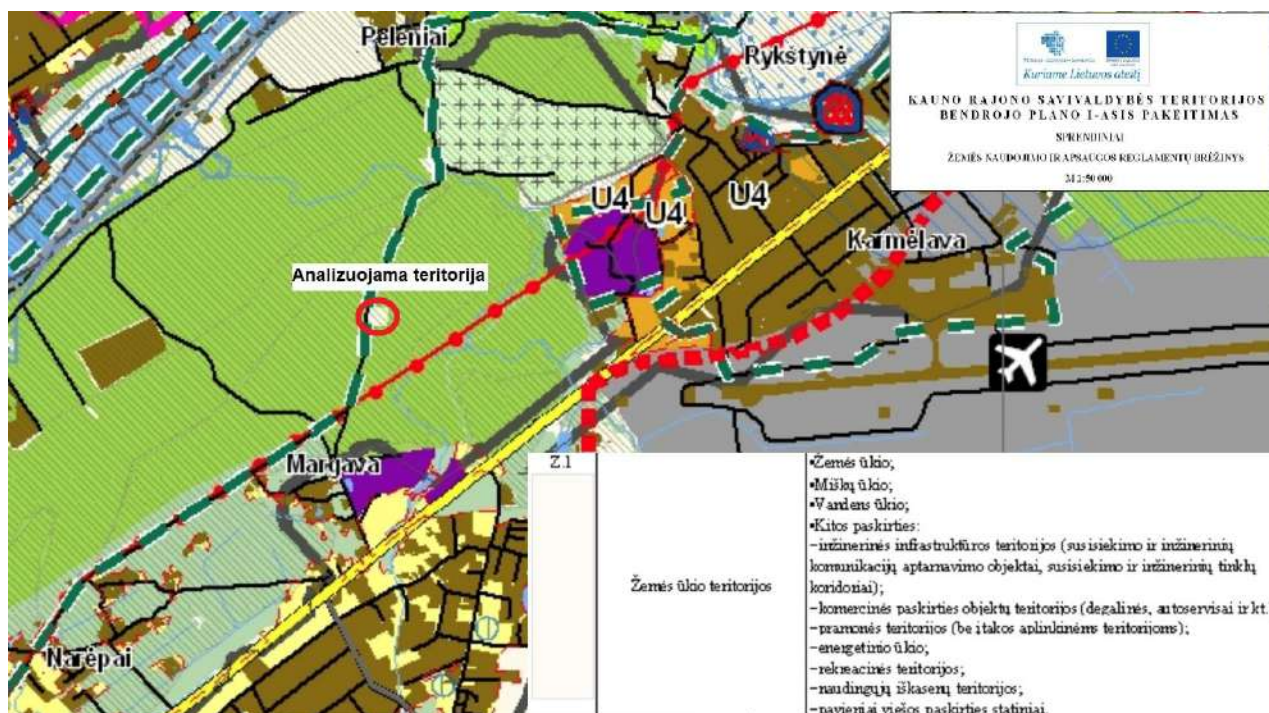 Peleniai
Rykštynė
Kuriame Lietuvos ateitį
KAUNO RAJONO SAVIVALDYBĖS TERITORIJOS
BENDROJO PLANO I-ASIS PAKEITIMAS
SPRENDINIAI
ŽEMĖS NAUDOJIMO IR APSAUGOS REGLAMENTŲ BRĖŽINYS
M 1:50 000
U4
U4
U4
Karmėlava
Analizuojama teritorija
Margava
Narėpai
Z.1
Žemės ūkio teritorijos
▪Žemės ūkio;
▪Miškų ūkio;
▪Vandens ūkio;
▪Kitos paskirties:
–inžinerinės infrastruktūros teritorijos (susisiekimo ir inžinerinių
komunikacijų aptarnavimo objektai, susisiekimo ir inžinerinių tinklų
koridoriai);
–komercinės paskirties objektų teritorijos (degalinės, autoservisai ir kt.
–pramonės teritorijos (be įtakos aplinkinėms teritorijoms);
–energetinio ūkio;
–rekreacinės teritorijos;
–naudingųjų iškasenų teritorijos;
–pavieniai viešos paskirties statiniai.